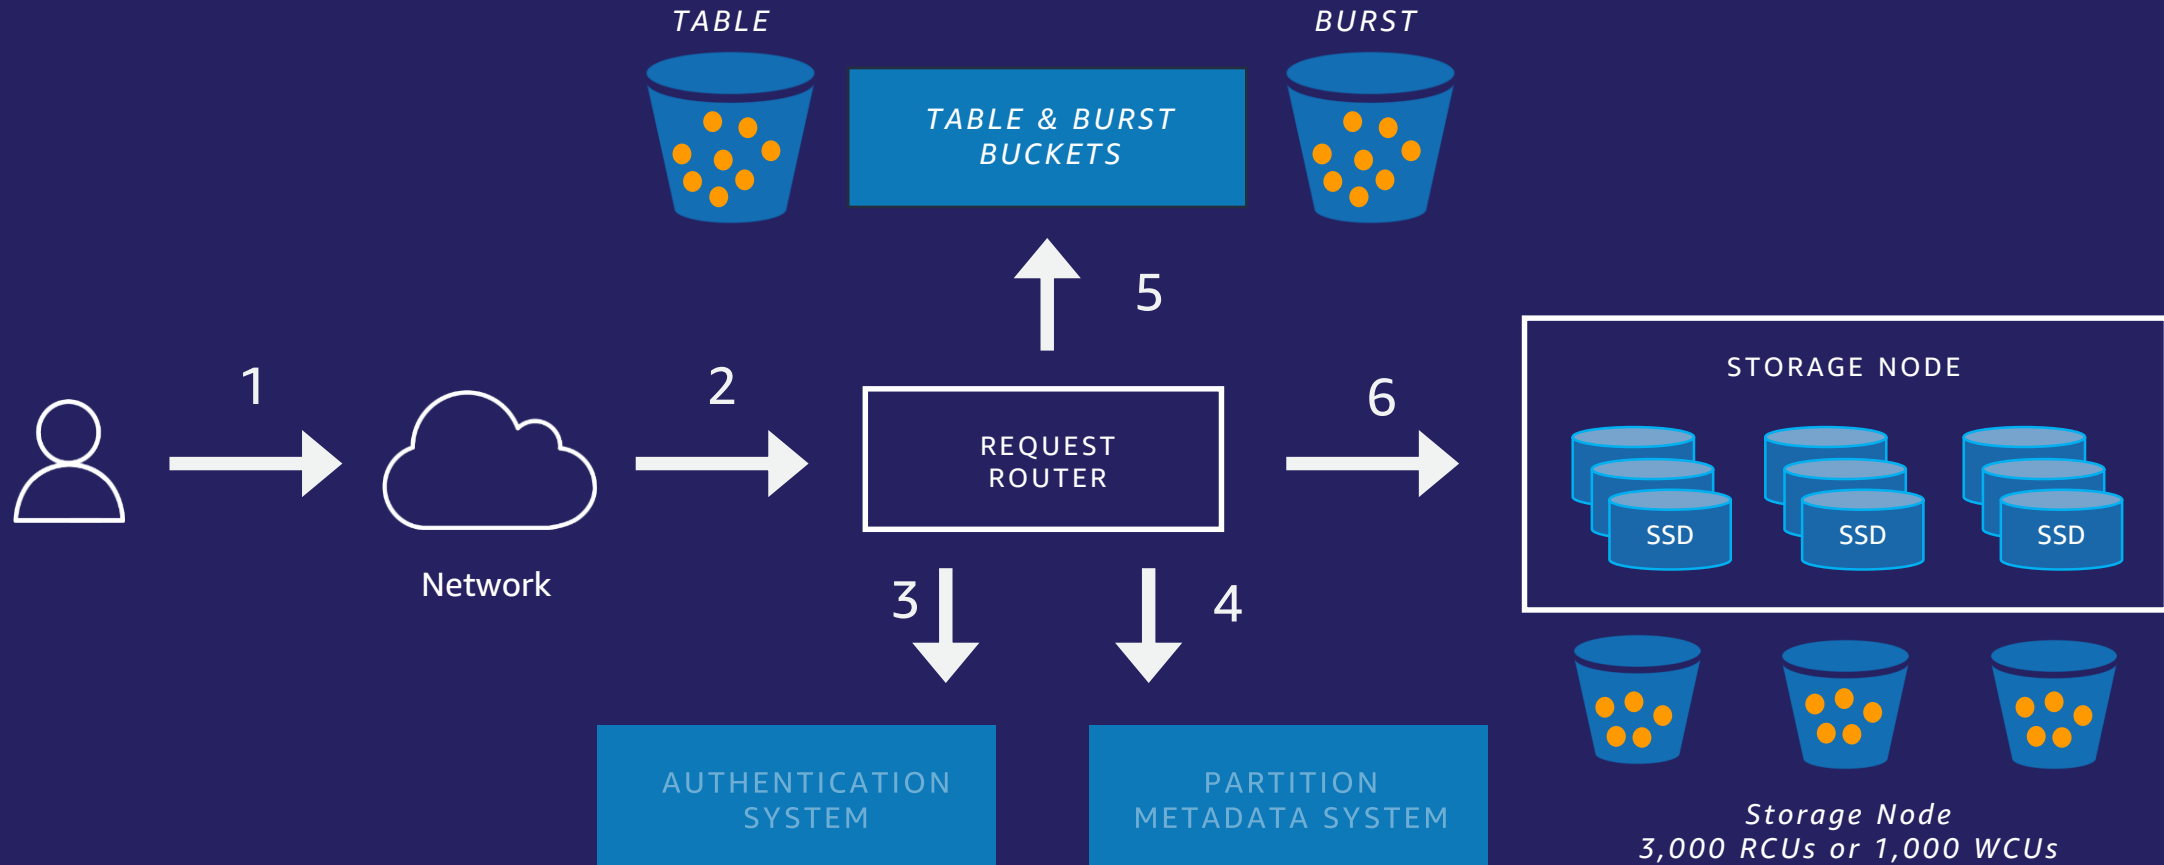 TABLE
BURST
TABLE & BURST
BUCKETS
5
1
2
6
STORAGE NODE
REQUEST
ROUTER
SSD
SSD
SSD
Network
3
4
AUTHENTICATION
SYSTEM
PARTITION
METADATA SYSTEM
Storage Node
3,000 RCUs or 1,000 WCUs